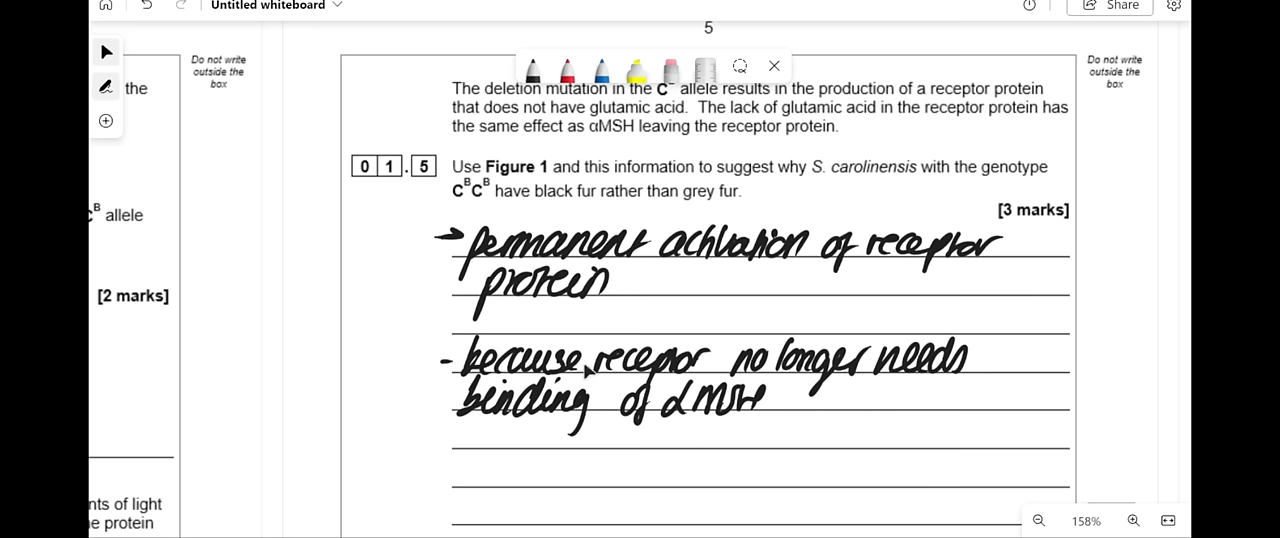 Untitled whiteboard
Share
5
Do not write
outside the
box
the
Do not write
outside the
box
The deletion mutation in the C allele results in the production of a receptor protein
that does not have glutamic acid. The lack of glutamic acid in the receptor protein has
the same effect as αMSH leaving the receptor protein.
0 1 . 5
Use Figure 1 and this information to suggest why S. carolinensis with the genotype
CᴮCᴮ have black fur rather than grey fur.
[3 marks]
Cᴮ allele
[2 marks]
→ permanent activation of receptor
protein
- because receptor no longer needs
binding of αMSH
nts of light
e protein
158%